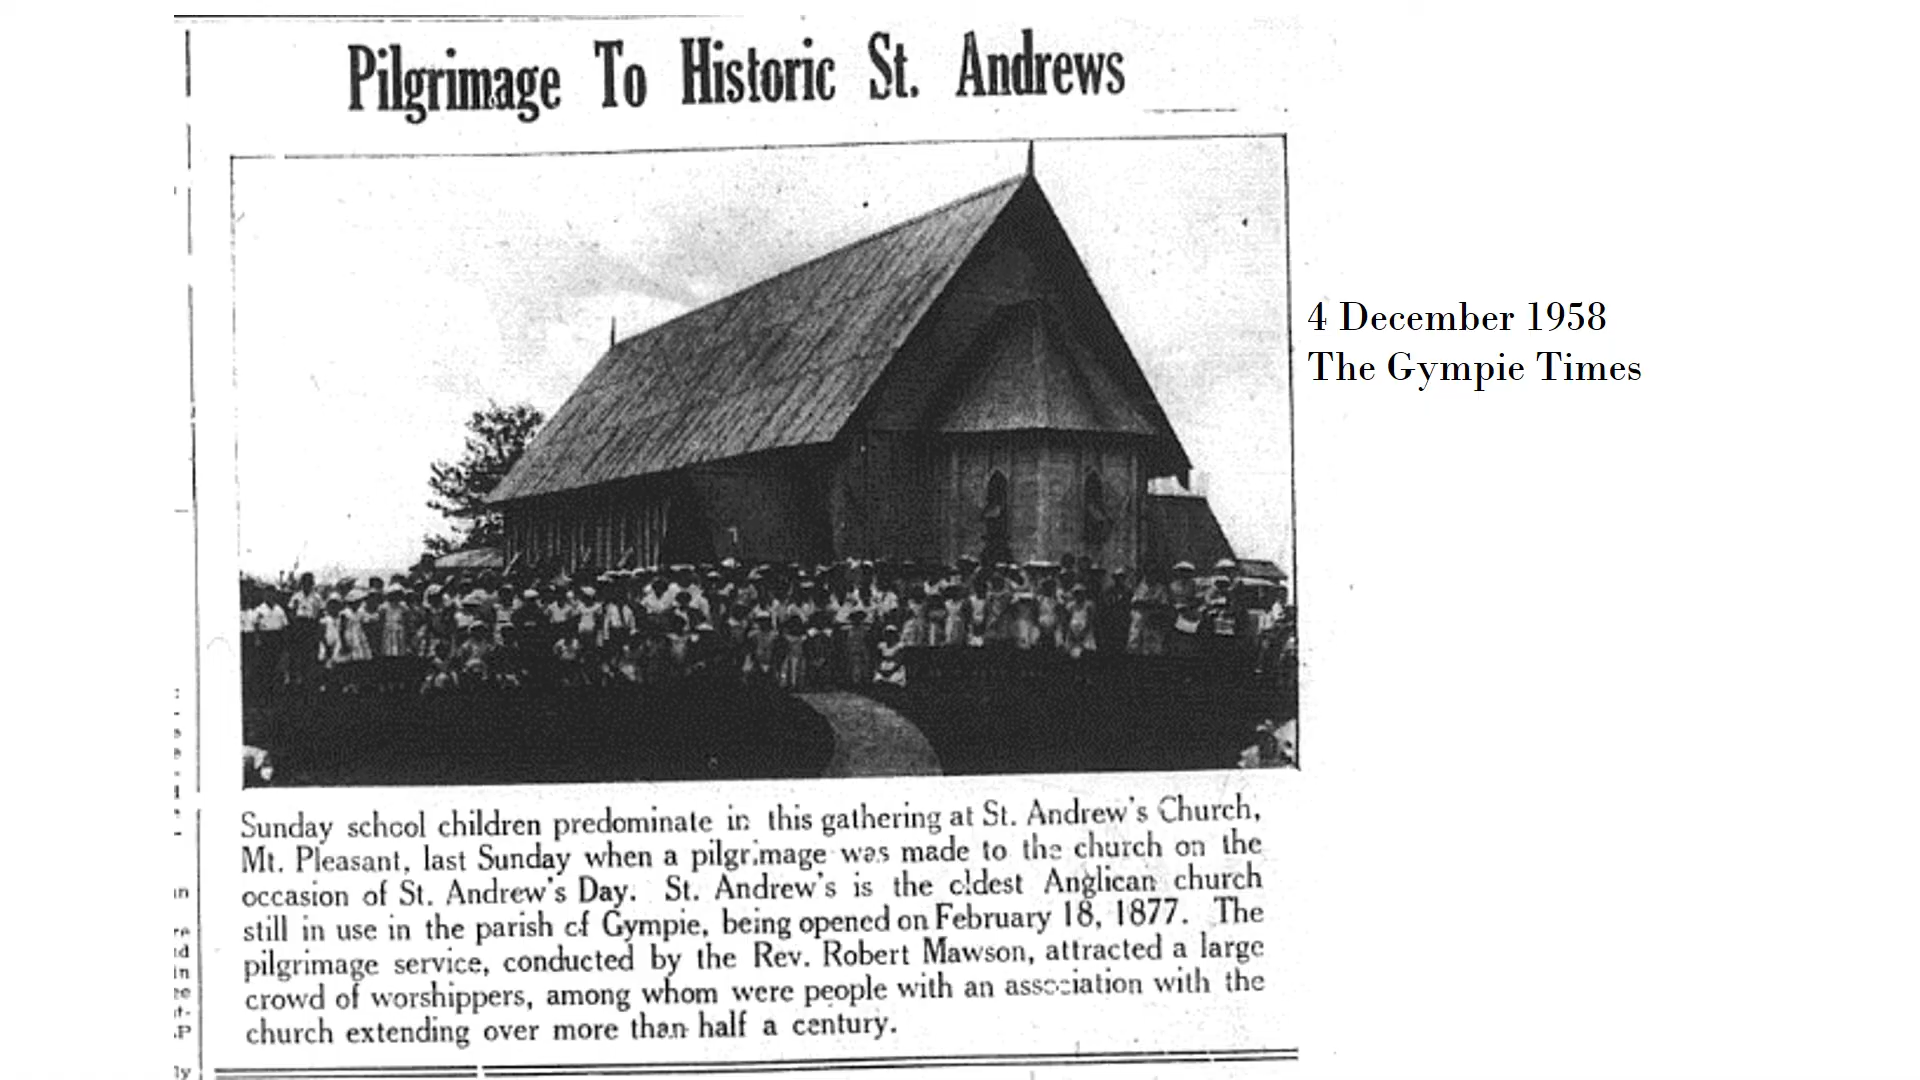 Pilgrimage To Historic St. Andrews
4 December 1958
The Gympie Times
Sunday school children predominate in this gathering at St. Andrew's Church,
Mt. Pleasant, last Sunday when a pilgrimage was made to the church on the
occasion of St. Andrew's Day. St. Andrew's is the oldest Anglican church
still in use in the parish of Gympie, being opened on February 18, 1877. The
pilgrimage service, conducted by the Rev. Robert Mawson, attracted a large
crowd of worshippers, among whom were people with an association with the
church extending over more than half a century.